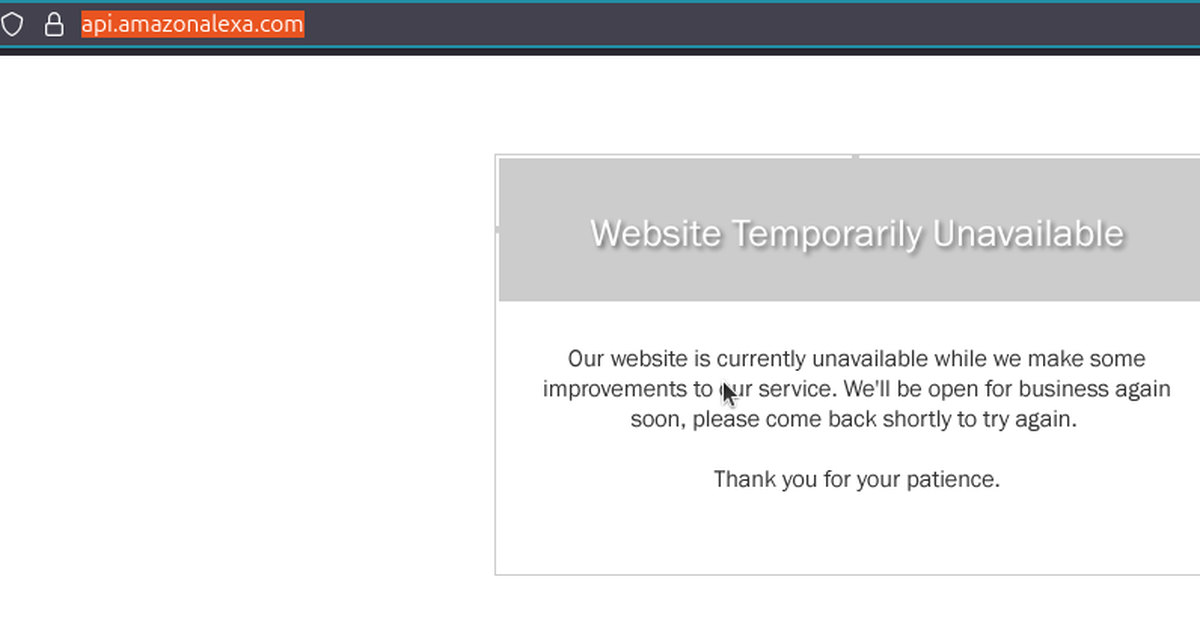 api.amazonalexa.com
Website Temporarily Unavailable
Our website is currently unavailable while we make some
improvements to our service. We'll be open for business again
soon, please come back shortly to try again.
Thank you for your patience.